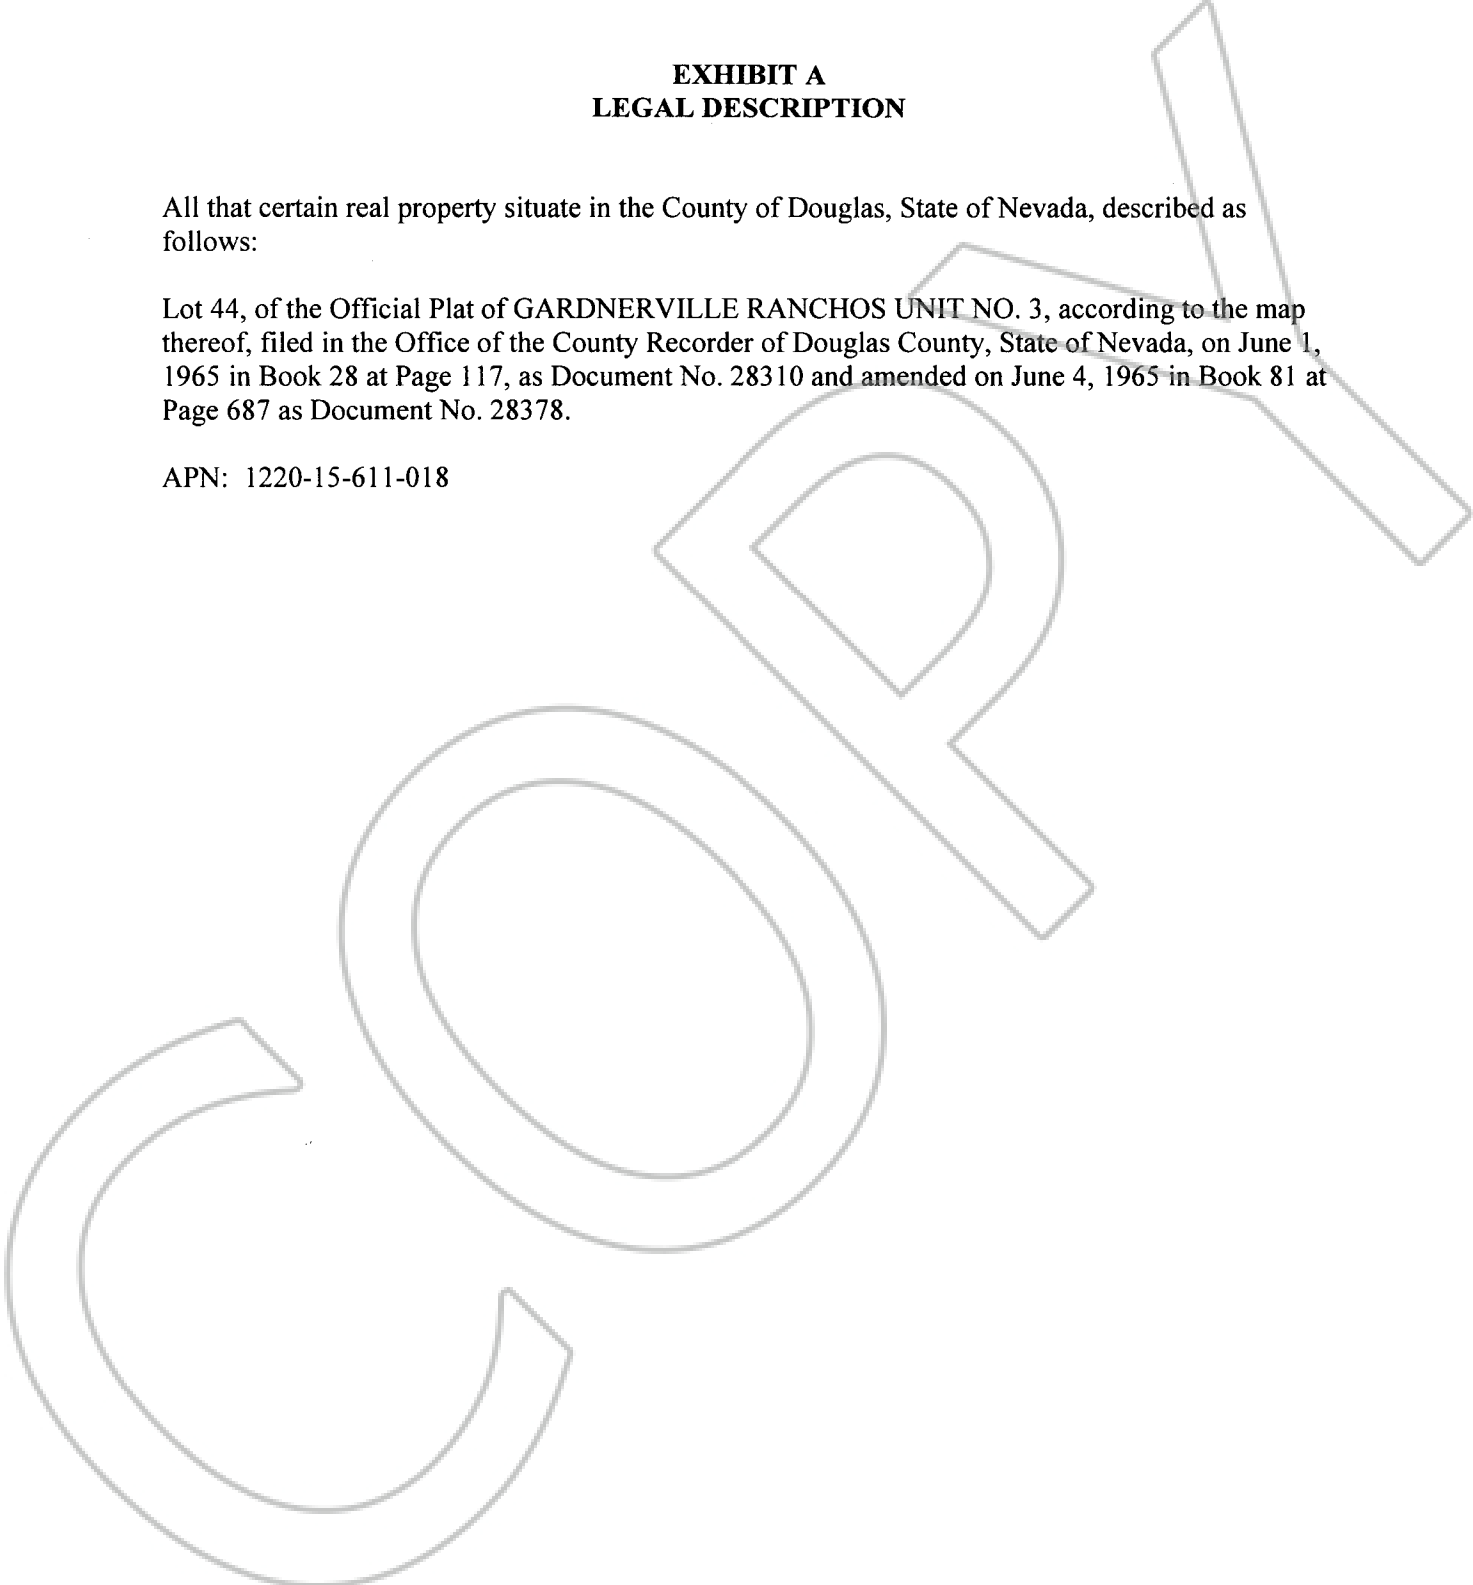 EXHIBIT A
LEGAL DESCRIPTION
All that certain real property situate in the County of Douglas, State of Nevada, described as
follows:
Lot 44, of the Official Plat of GARDNERVILLE RANCHOS UNIT NO. 3, according to the map
thereof, filed in the Office of the County Recorder of Douglas County, State of Nevada, on June 1,
1965 in Book 28 at Page 117, as Document No. 28310 and amended on June 4, 1965 in Book 81 at
Page 687 as Document No. 28378.
APN: 1220-15-611-018
COPY